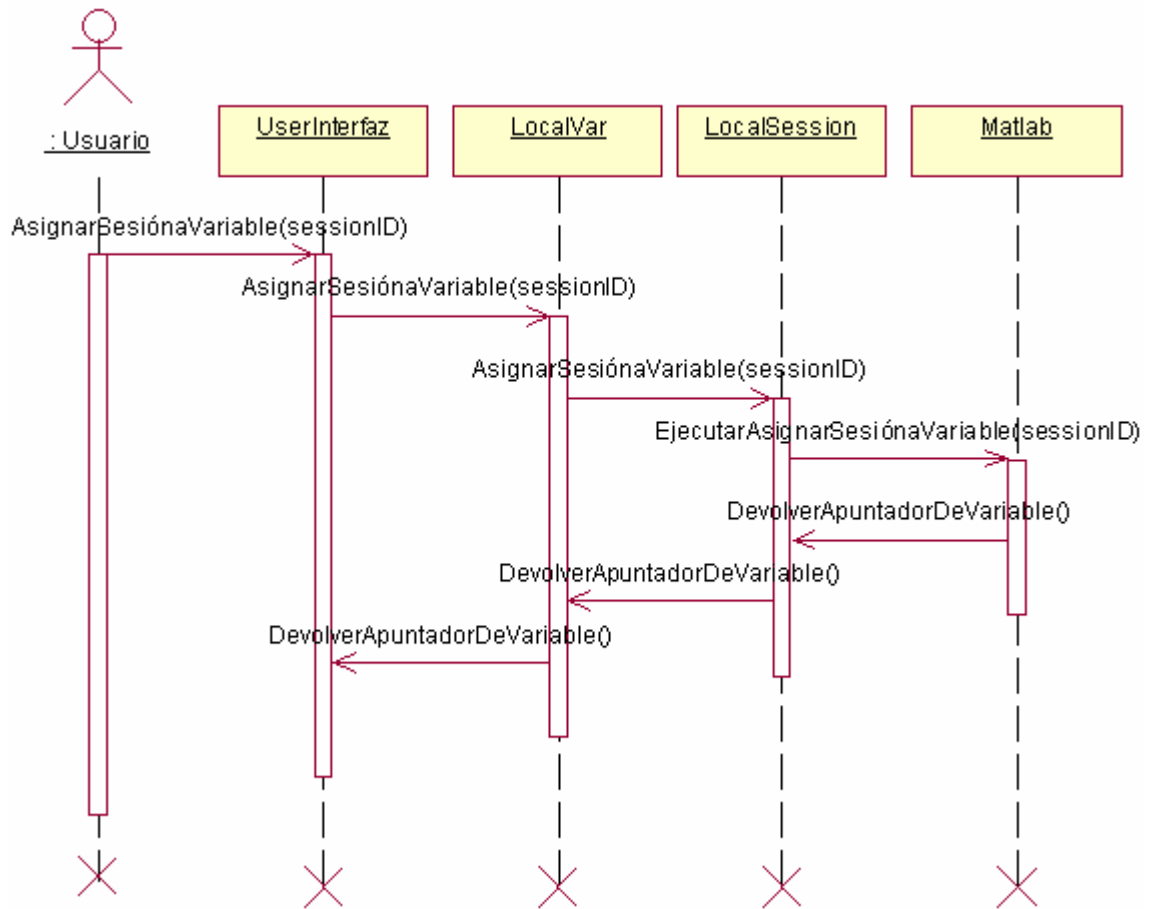 : Usuario
UserInterfaz
LocalVar
LocalSession
Matlab
AsignarSesiónaVariable(sessionID)
AsignarSesiónaVariable(sessionID)
AsignarSesiónaVariable(sessionID)
EjecutarAsignarSesiónaVariable(sessionID)
DevolverApuntadorDeVariable()
DevolverApuntadorDeVariable()
DevolverApuntadorDeVariable()